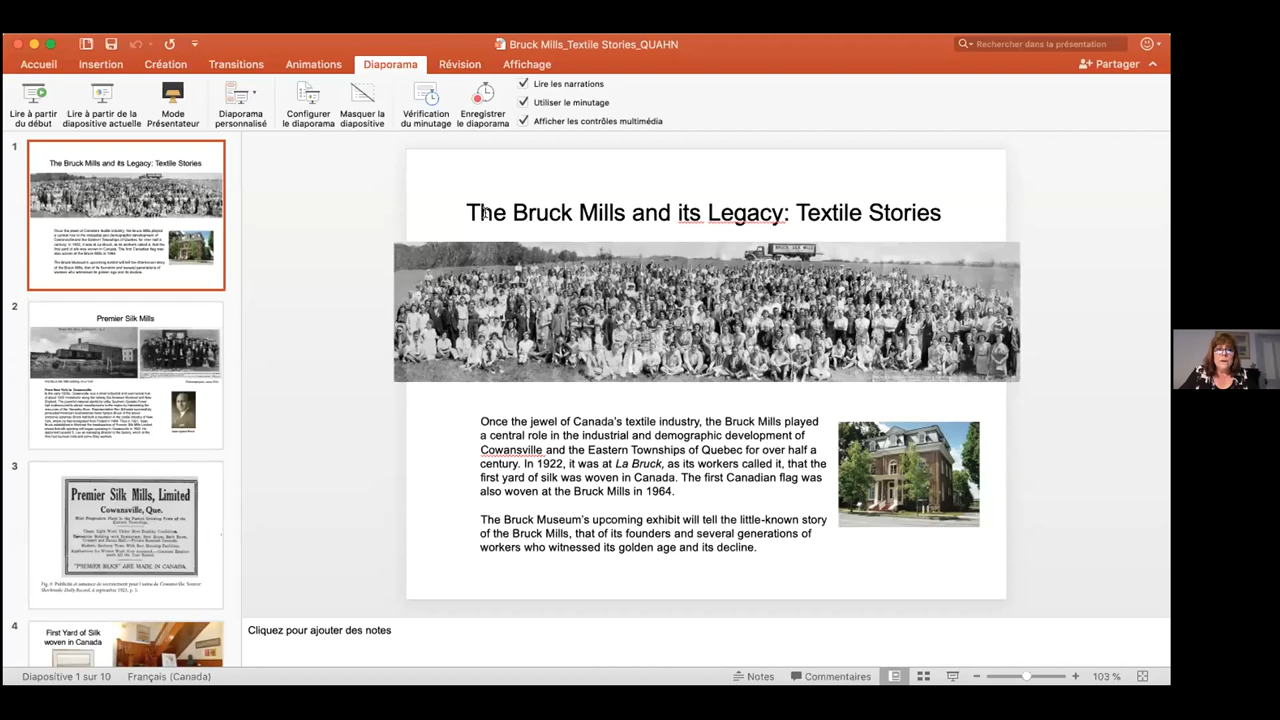 Bruck Mills_Textile Stories_QUAHN
Rechercher dans la présentation
Accueil Insertion Création Transitions Animations Diaporama Révision Affichage Partager
Lire à partir du début
Lire à partir de la diapositive actuelle
Mode Présentateur
Diaporama personnalisé
Configurer le diaporama
Masquer la diapositive
Vérification du minutage
Enregistrer le diaporama
Lire les narrations
Utiliser le minutage
Afficher les contrôles multimédia
1
The Bruck Mills and its Legacy: Textile Stories
2
Premier Silk Mills
3
Premier Silk Mills, Limited
Cowansville, Que.
"PREMIER SILKS" ARE MADE IN CANADA.
4
First Yard of Silk
woven in Canada
The Bruck Mills and its Legacy: Textile Stories
BRUCK SILK MILLS
Once the jewel of Canada's textile industry, the Bruck Mills played
a central role in the industrial and demographic development of
Cowansville and the Eastern Townships of Quebec for over half a
century. In 1922, it was at La Bruck, as its workers called it, that the
first yard of silk was woven in Canada. The first Canadian flag was
also woven at the Bruck Mills in 1964.
The Bruck Museum's upcoming exhibit will tell the little-known story
of the Bruck Mills, that of its founders and several generations of
workers who witnessed its golden age and its decline.
Cliquez pour ajouter des notes
Diapositive 1 sur 10 Français (Canada) Notes Commentaires 103 %